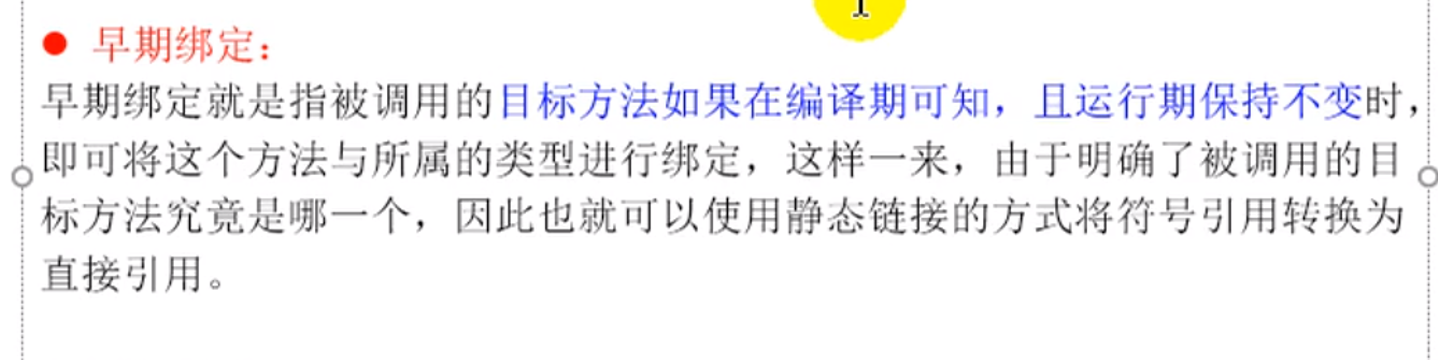 ● 早期绑定：
早期绑定就是指被调用的目标方法如果在编译期可知，且运行期保持不变时，
即可将这个方法与所属的类型进行绑定，这样一来，由于明确了被调用的目
标方法究竟是哪一个，因此也就可以使用静态链接的方式将符号引用转换为
直接引用。